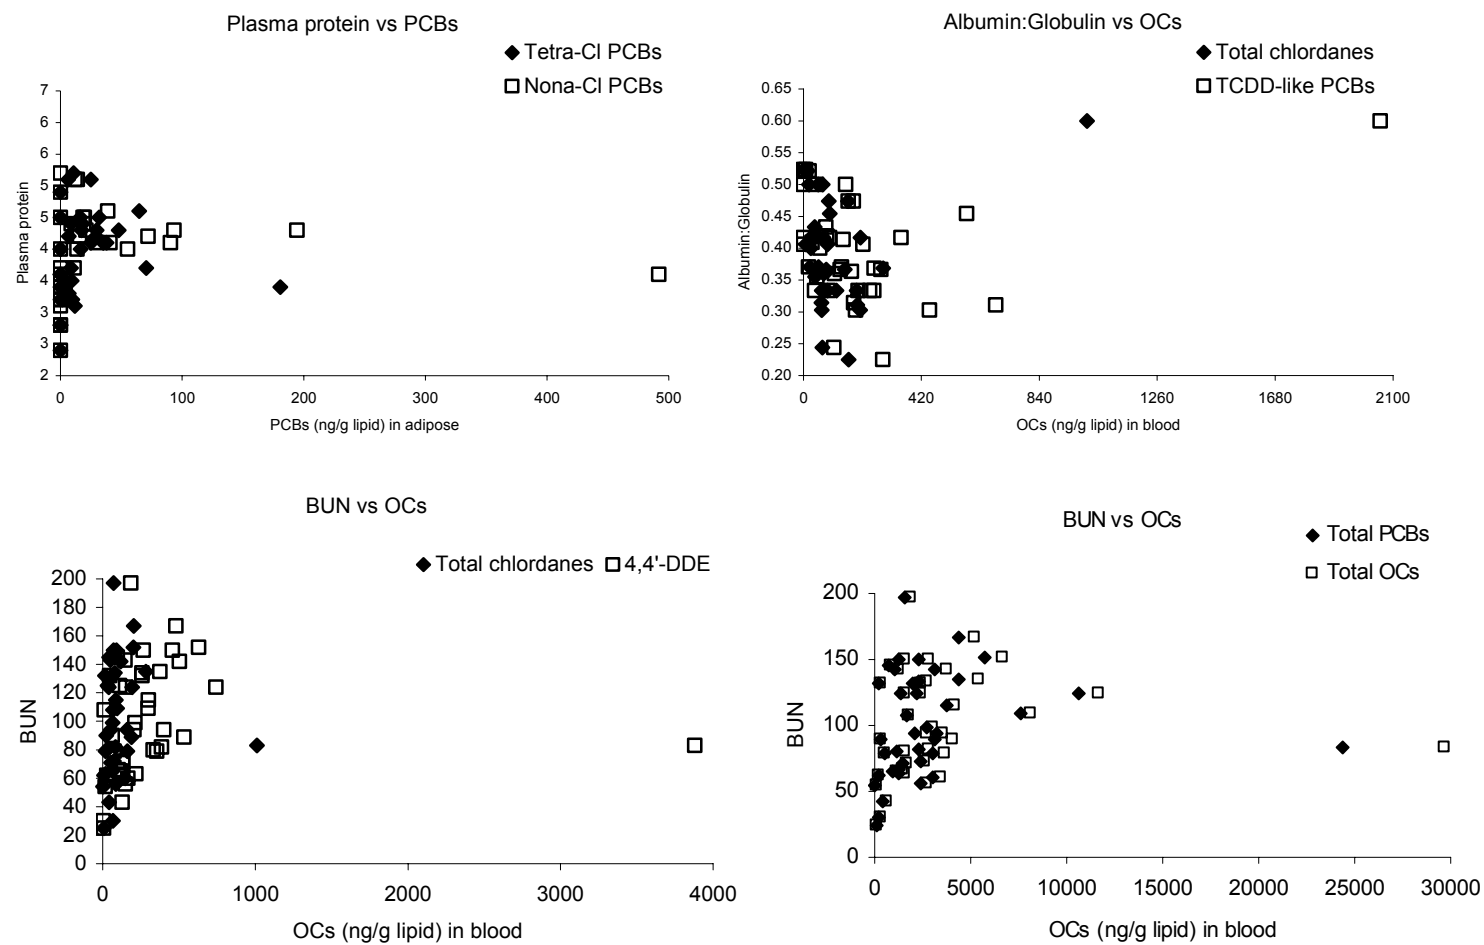 Plasma protein vs PCBs
◆ Tetra-Cl PCBs
□ Nona-Cl PCBs
7
6
6
5
5
4
4
3
3
2
Plasma protein
0 100 200 300 400 500
PCBs (ng/g lipid) in adipose
Albumin:Globulin vs OCs
◆ Total chlordanes
□ TCDD-like PCBs
0.65
0.60
0.55
0.50
0.45
0.40
0.35
0.30
0.25
0.20
Albumin:Globulin
0 420 840 1260 1680 2100
OCs (ng/g lipid) in blood
BUN vs OCs
◆ Total chlordanes □ 4,4'-DDE
200
180
160
140
120
100
80
60
40
20
0
BUN
0 1000 2000 3000 4000
OCs (ng/g lipid) in blood
BUN vs OCs
◆ Total PCBs
□ Total OCs
200
150
100
50
0
BUN
0 5000 10000 15000 20000 25000 30000
OCs (ng/g lipid) in blood